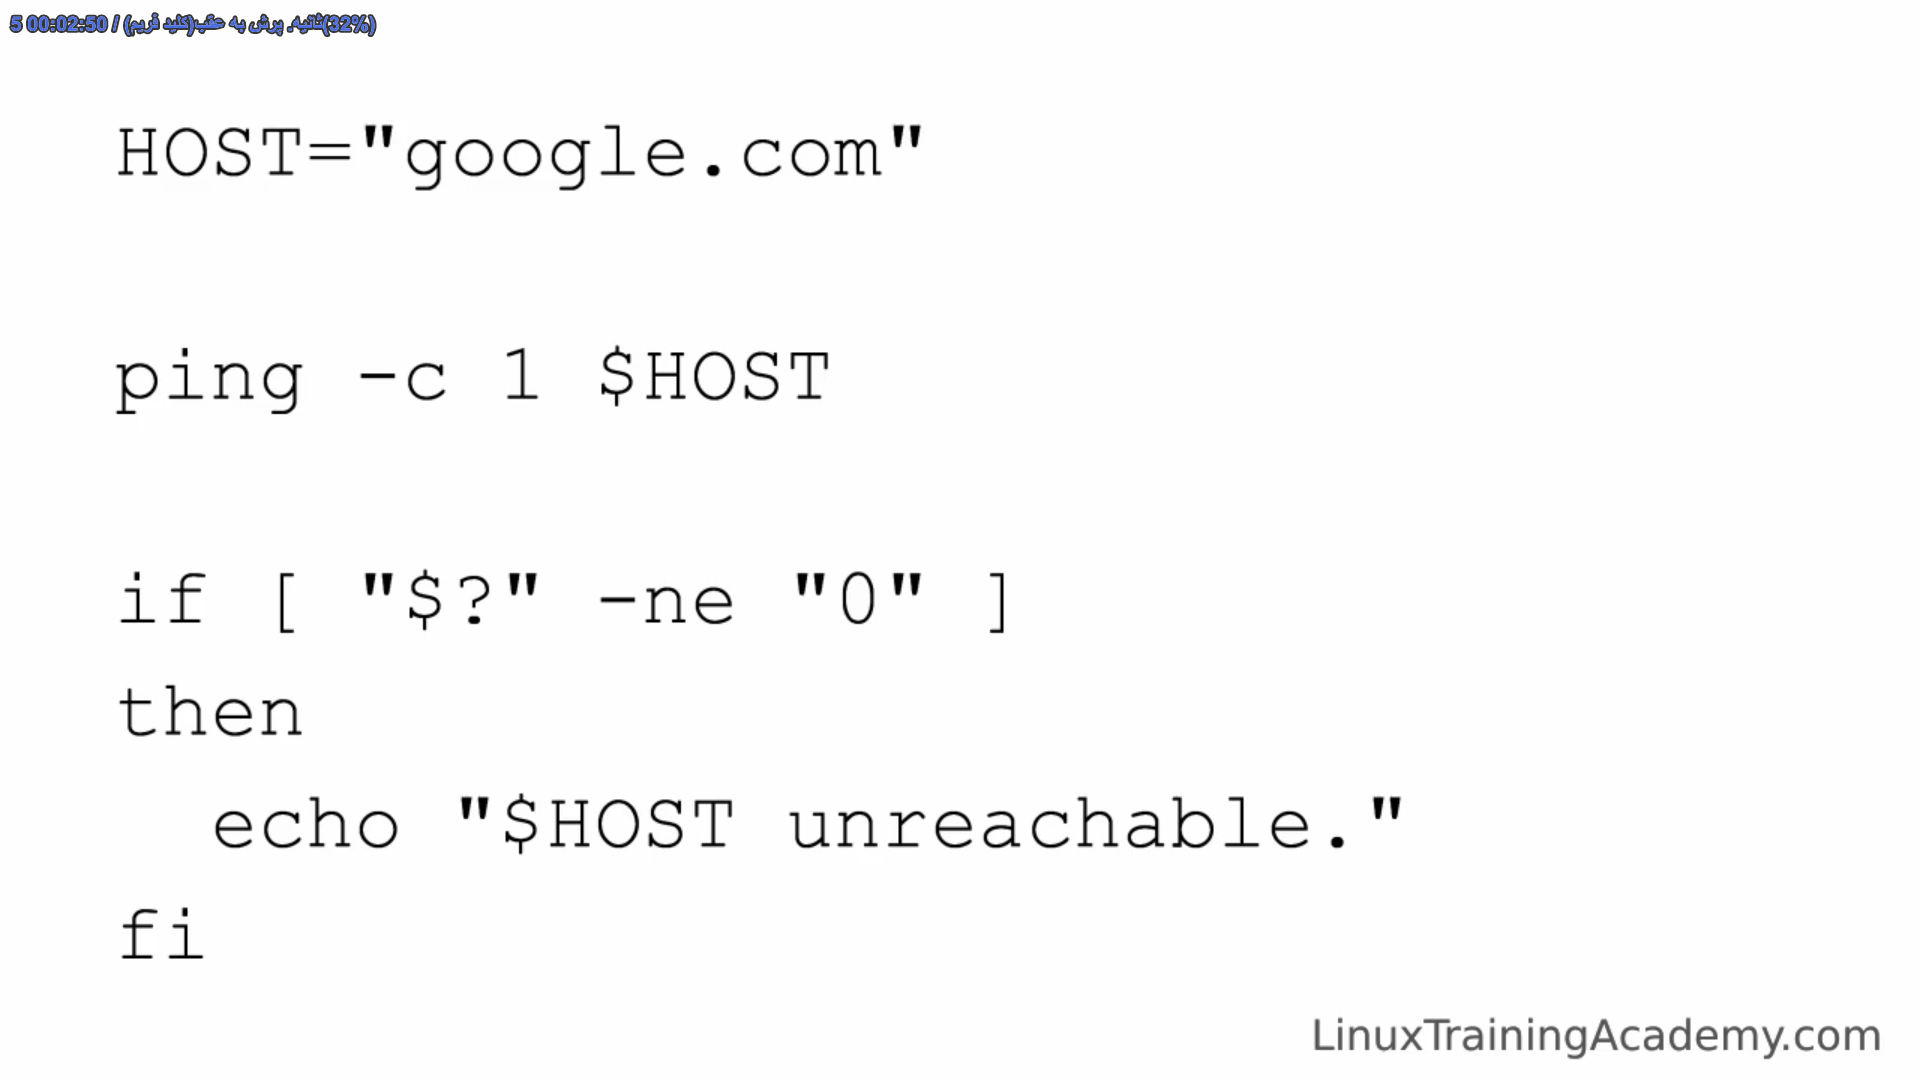 5 00:02:50 / (کلید فریم)ثانیه. پرش به عقب(32%)
HOST="google.com"
ping -c 1 $HOST
if [ "$?" -ne "0" ]
then
  echo "$HOST unreachable."
fi
LinuxTrainingAcademy.com